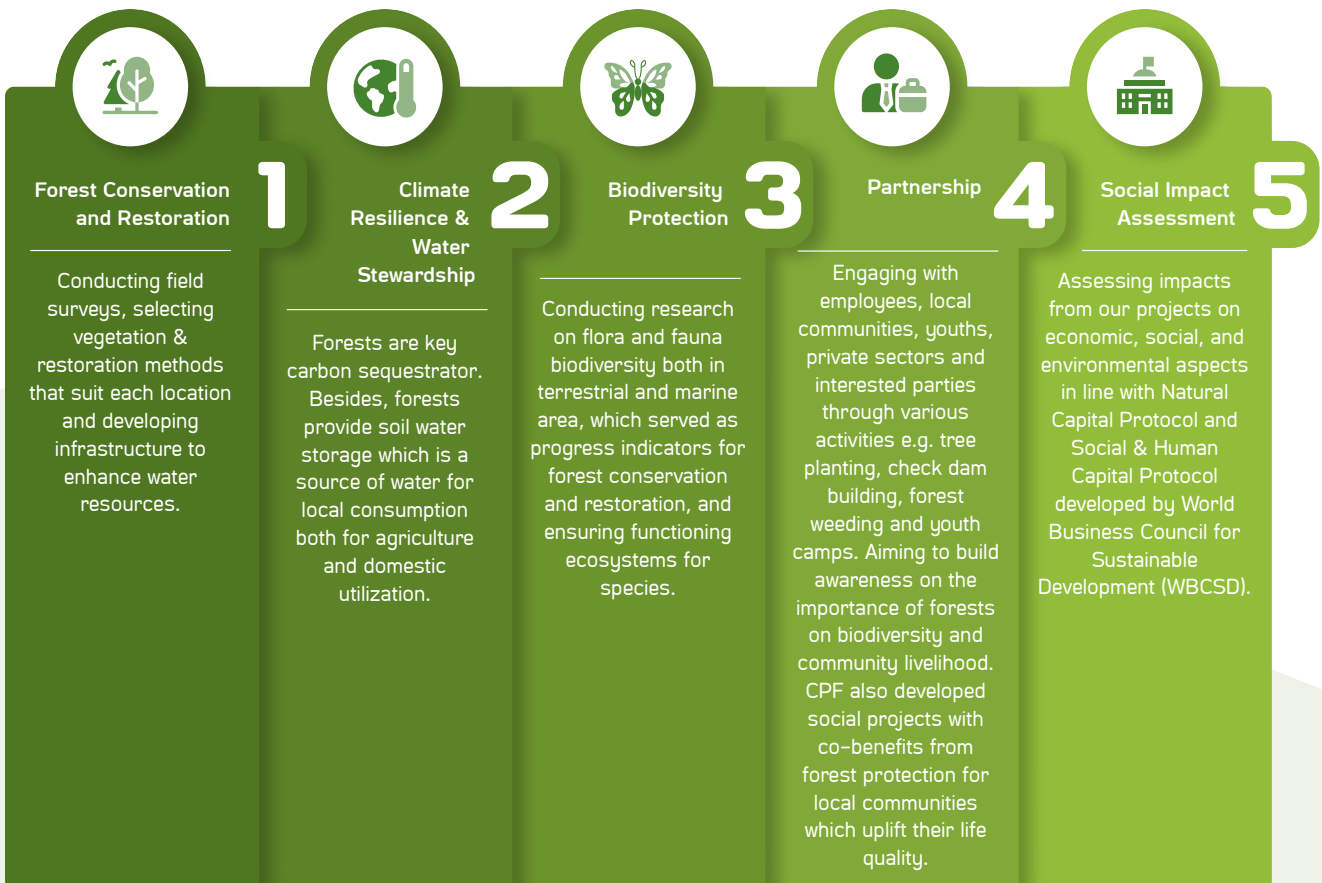 Forest Conservation
and Restoration
1
Conducting field
surveys, selecting
vegetation &
restoration methods
that suit each location
and developing
infrastructure to
enhance water
resources.
Climate
Resilience &
Water
Stewardship
2
Forests are key
carbon sequestrator.
Besides, forests
provide soil water
storage which is a
source of water for
local consumption
both for agriculture
and domestic
utilization.
Biodiversity
Protection
3
Conducting research
on flora and fauna
biodiversity both in
terrestrial and marine
area, which served as
progress indicators for
forest conservation
and restoration, and
ensuring functioning
ecosystems for
species.
Partnership
4
Engaging with
employees, local
communities, youths,
private sectors and
interested parties
through various
activities e.g. tree
planting, check dam
building, forest
weeding and youth
camps. Aiming to build
awareness on the
importance of forests
on biodiversity and
community livelihood.
CPF also developed
social projects with
co-benefits from
forest protection for
local communities
which uplift their life
quality.
Social Impact
Assessment
5
Assessing impacts
from our projects on
economic, social, and
environmental aspects
in line with Natural
Capital Protocol and
Social & Human
Capital Protocol
developed by World
Business Council for
Sustainable
Development (WBCSD).